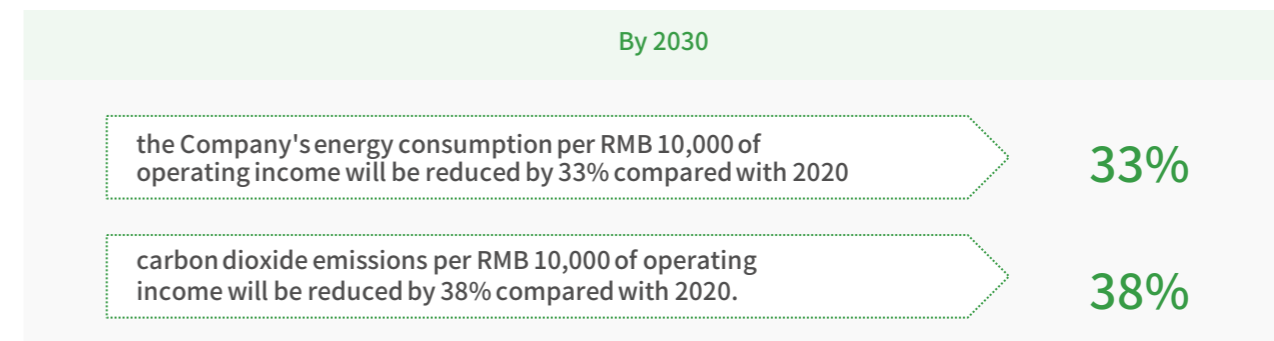 By 2030
the Company's energy consumption per RMB 10,000 of
operating income will be reduced by 33% compared with 2020
33%
carbon dioxide emissions per RMB 10,000 of operating
income will be reduced by 38% compared with 2020.
38%